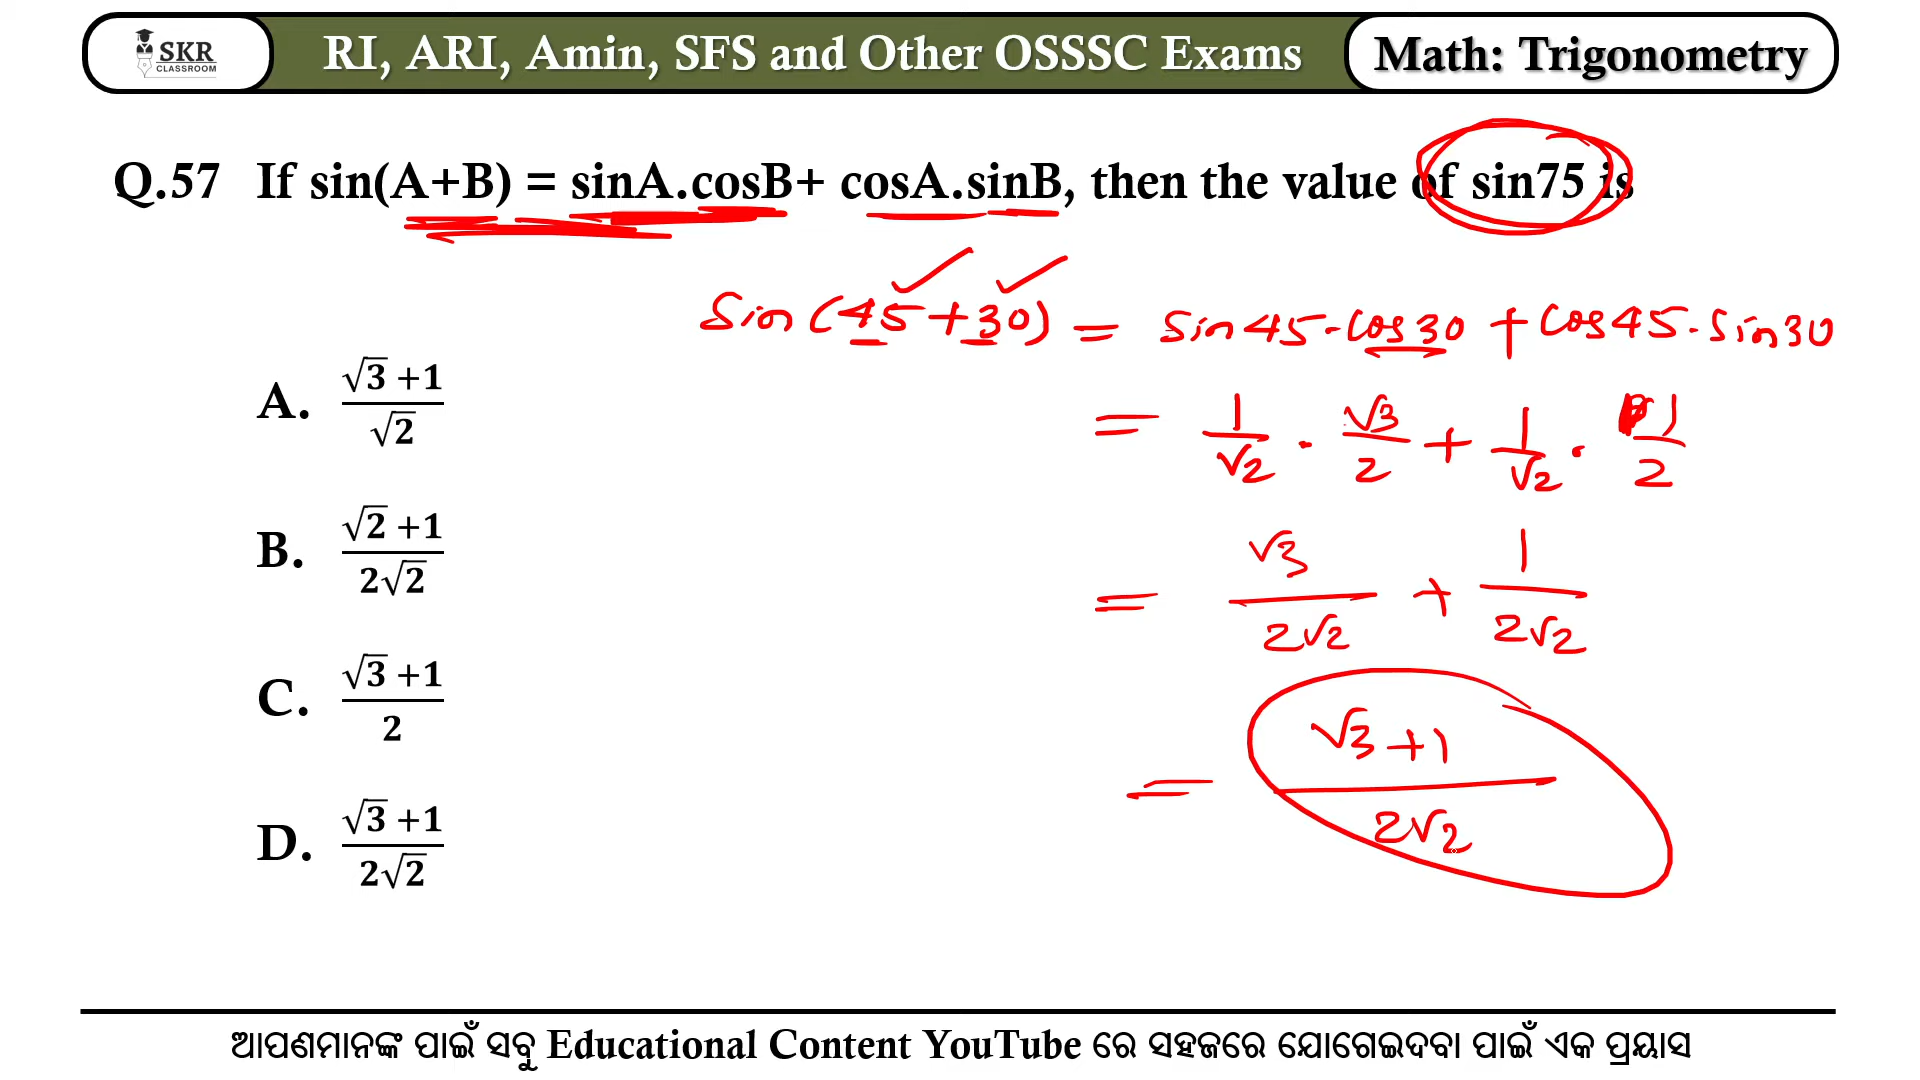 SKR
CLASSROOM
RI, ARI, Amin, SFS and Other OSSSC Exams
Math: Trigonometry
Q.57 If sin(A+B) = sinA.cosB+ cosA.sinB, then the value of sin75 is
Sin(45+30) = Sin45.Cos30 + Cos45.Sin30
A. (√3 +1)/√2
= 1/√2 . √3/2 + 1/√2 . 1/2
B. (√2 +1)/2√2
= √3/2√2 + 1/2√2
C. (√3 +1)/2
= (√3+1)/2√2
D. (√3 +1)/2√2
ଆପଣମାନଙ୍କ ପାଇଁ ସବୁ Educational Content YouTube ରେ ସହଜରେ ଯୋଗେଇଦବା ପାଇଁ ଏକ ପ୍ରୟାସ